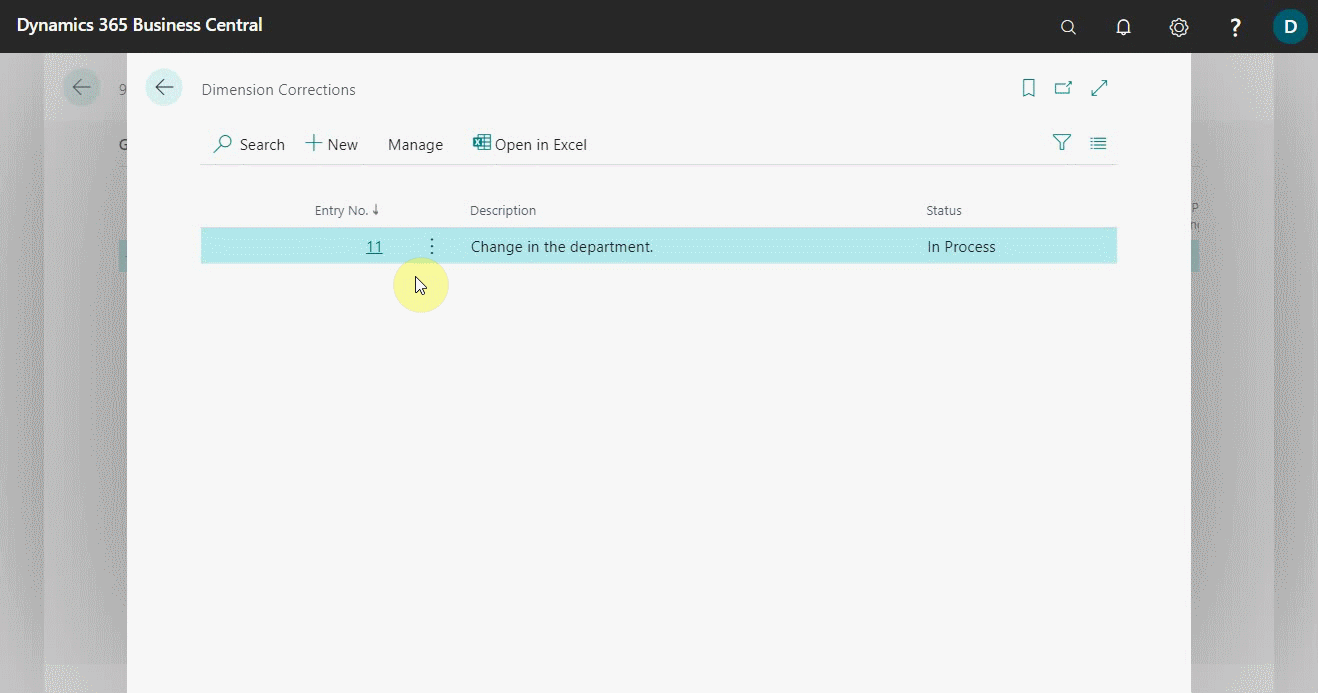 Dynamics 365 Business Central
?
D
9
Dimension Corrections
G
Search
New
Manage
Open in Excel
Entry No. ↓
Description
Status
P
11
Change in the department.
In Process